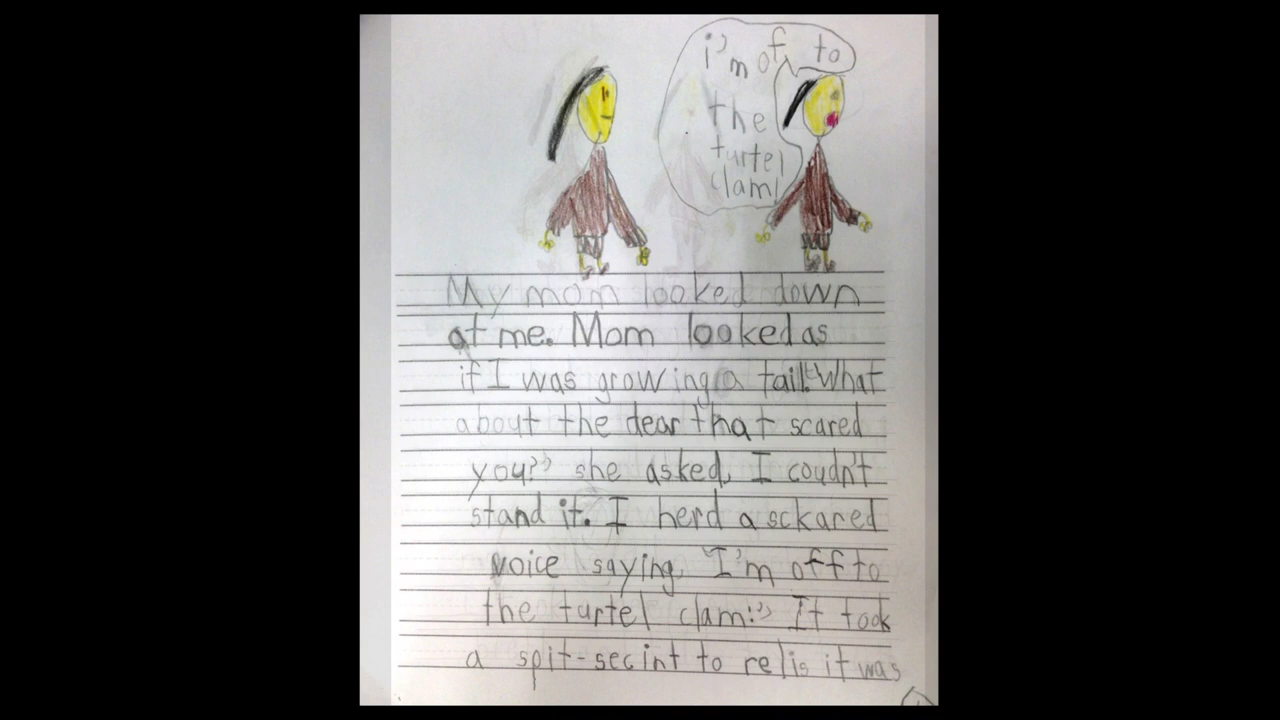 i'm of to
the
turtel
clam!
My mom looked down
at me. Mom looked as
if I was growing a tail. "What
about the dear that scared
you?" she asked. I coudn't
stand it. I herd a sckared
voice saying, "I'm off to
the turtel clam!" It took
a spit-secint to relis it was